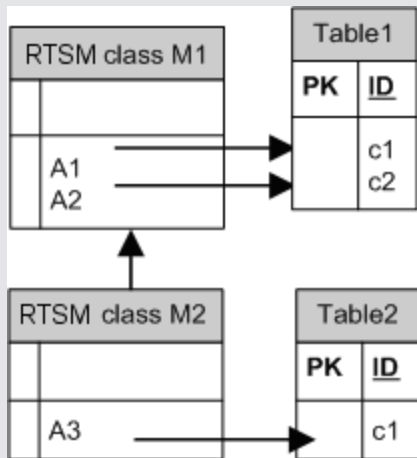 RTSM class M1
A1
A2
Table1
PK ID
c1
c2
RTSM class M2
A3
Table2
PK ID
c1